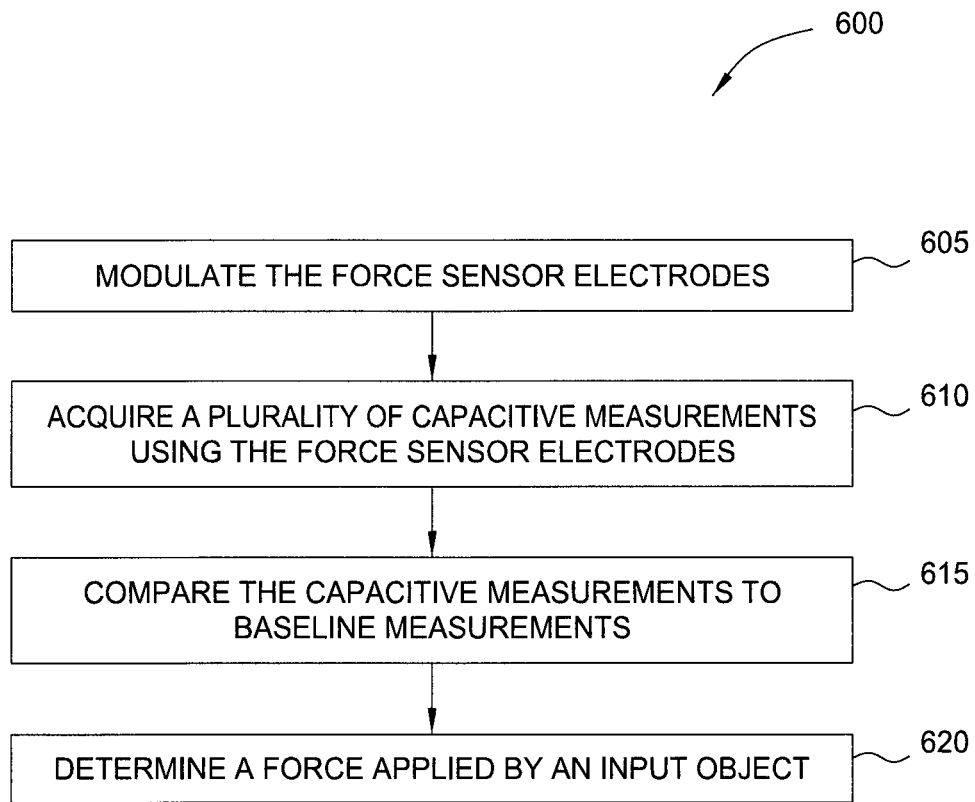 600
MODULATE THE FORCE SENSOR ELECTRODES
605
ACQUIRE A PLURALITY OF CAPACITIVE MEASUREMENTS
USING THE FORCE SENSOR ELECTRODES
610
COMPARE THE CAPACITIVE MEASUREMENTS TO
BASELINE MEASUREMENTS
615
DETERMINE A FORCE APPLIED BY AN INPUT OBJECT
620